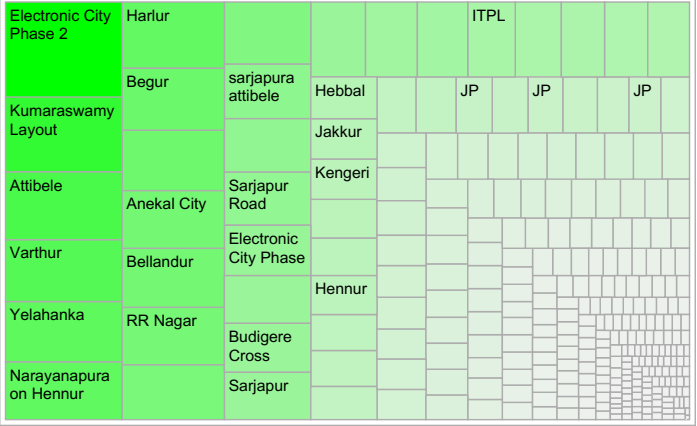 Electronic City
Phase 2
Kumaraswamy
Layout
Attibele
Varthur
Yelahanka
Narayanapura
on Hennur
Harlur
Begur
Anekal City
Bellandur
RR Nagar
sarjapura
attibele
Sarjapur
Road
Electronic
City Phase
Budigere
Cross
Sarjapur
Hebbal
Jakkur
Kengeri
Hennur
ITPL
JP
JP
JP